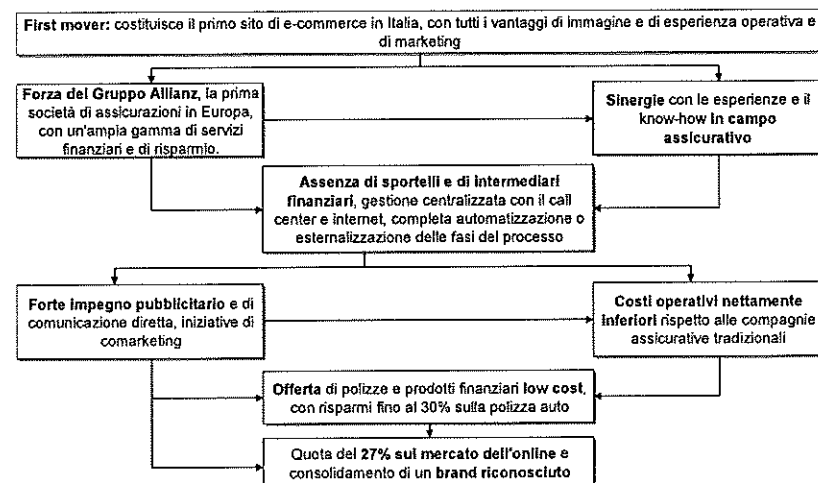 First mover: costituisce il primo sito di e-commerce in Italia, con tutti i vantaggi di immagine e di esperienza operativa e
di marketing
Forza del Gruppo Allianz, la prima
società di assicurazioni in Europa,
con un'ampia gamma di servizi
finanziari e di risparmio.
Sinergie con le esperienze e il
know-how in campo
assicurativo
Assenza di sportelli e di intermediari
finanziari, gestione centralizzata con il call
center e internet, completa automatizzazione o
esternalizzazione delle fasi del processo
Forte impegno pubblicitario e di
comunicazione diretta, iniziative di
comarketing
Costi operativi nettamente
inferiori rispetto alle compagnie
assicurative tradizionali
Offerta di polizze e prodotti finanziari low cost,
con risparmi fino al 30% sulla polizza auto
Quota del 27% sul mercato dell'online e
consolidamento di un brand riconosciuto